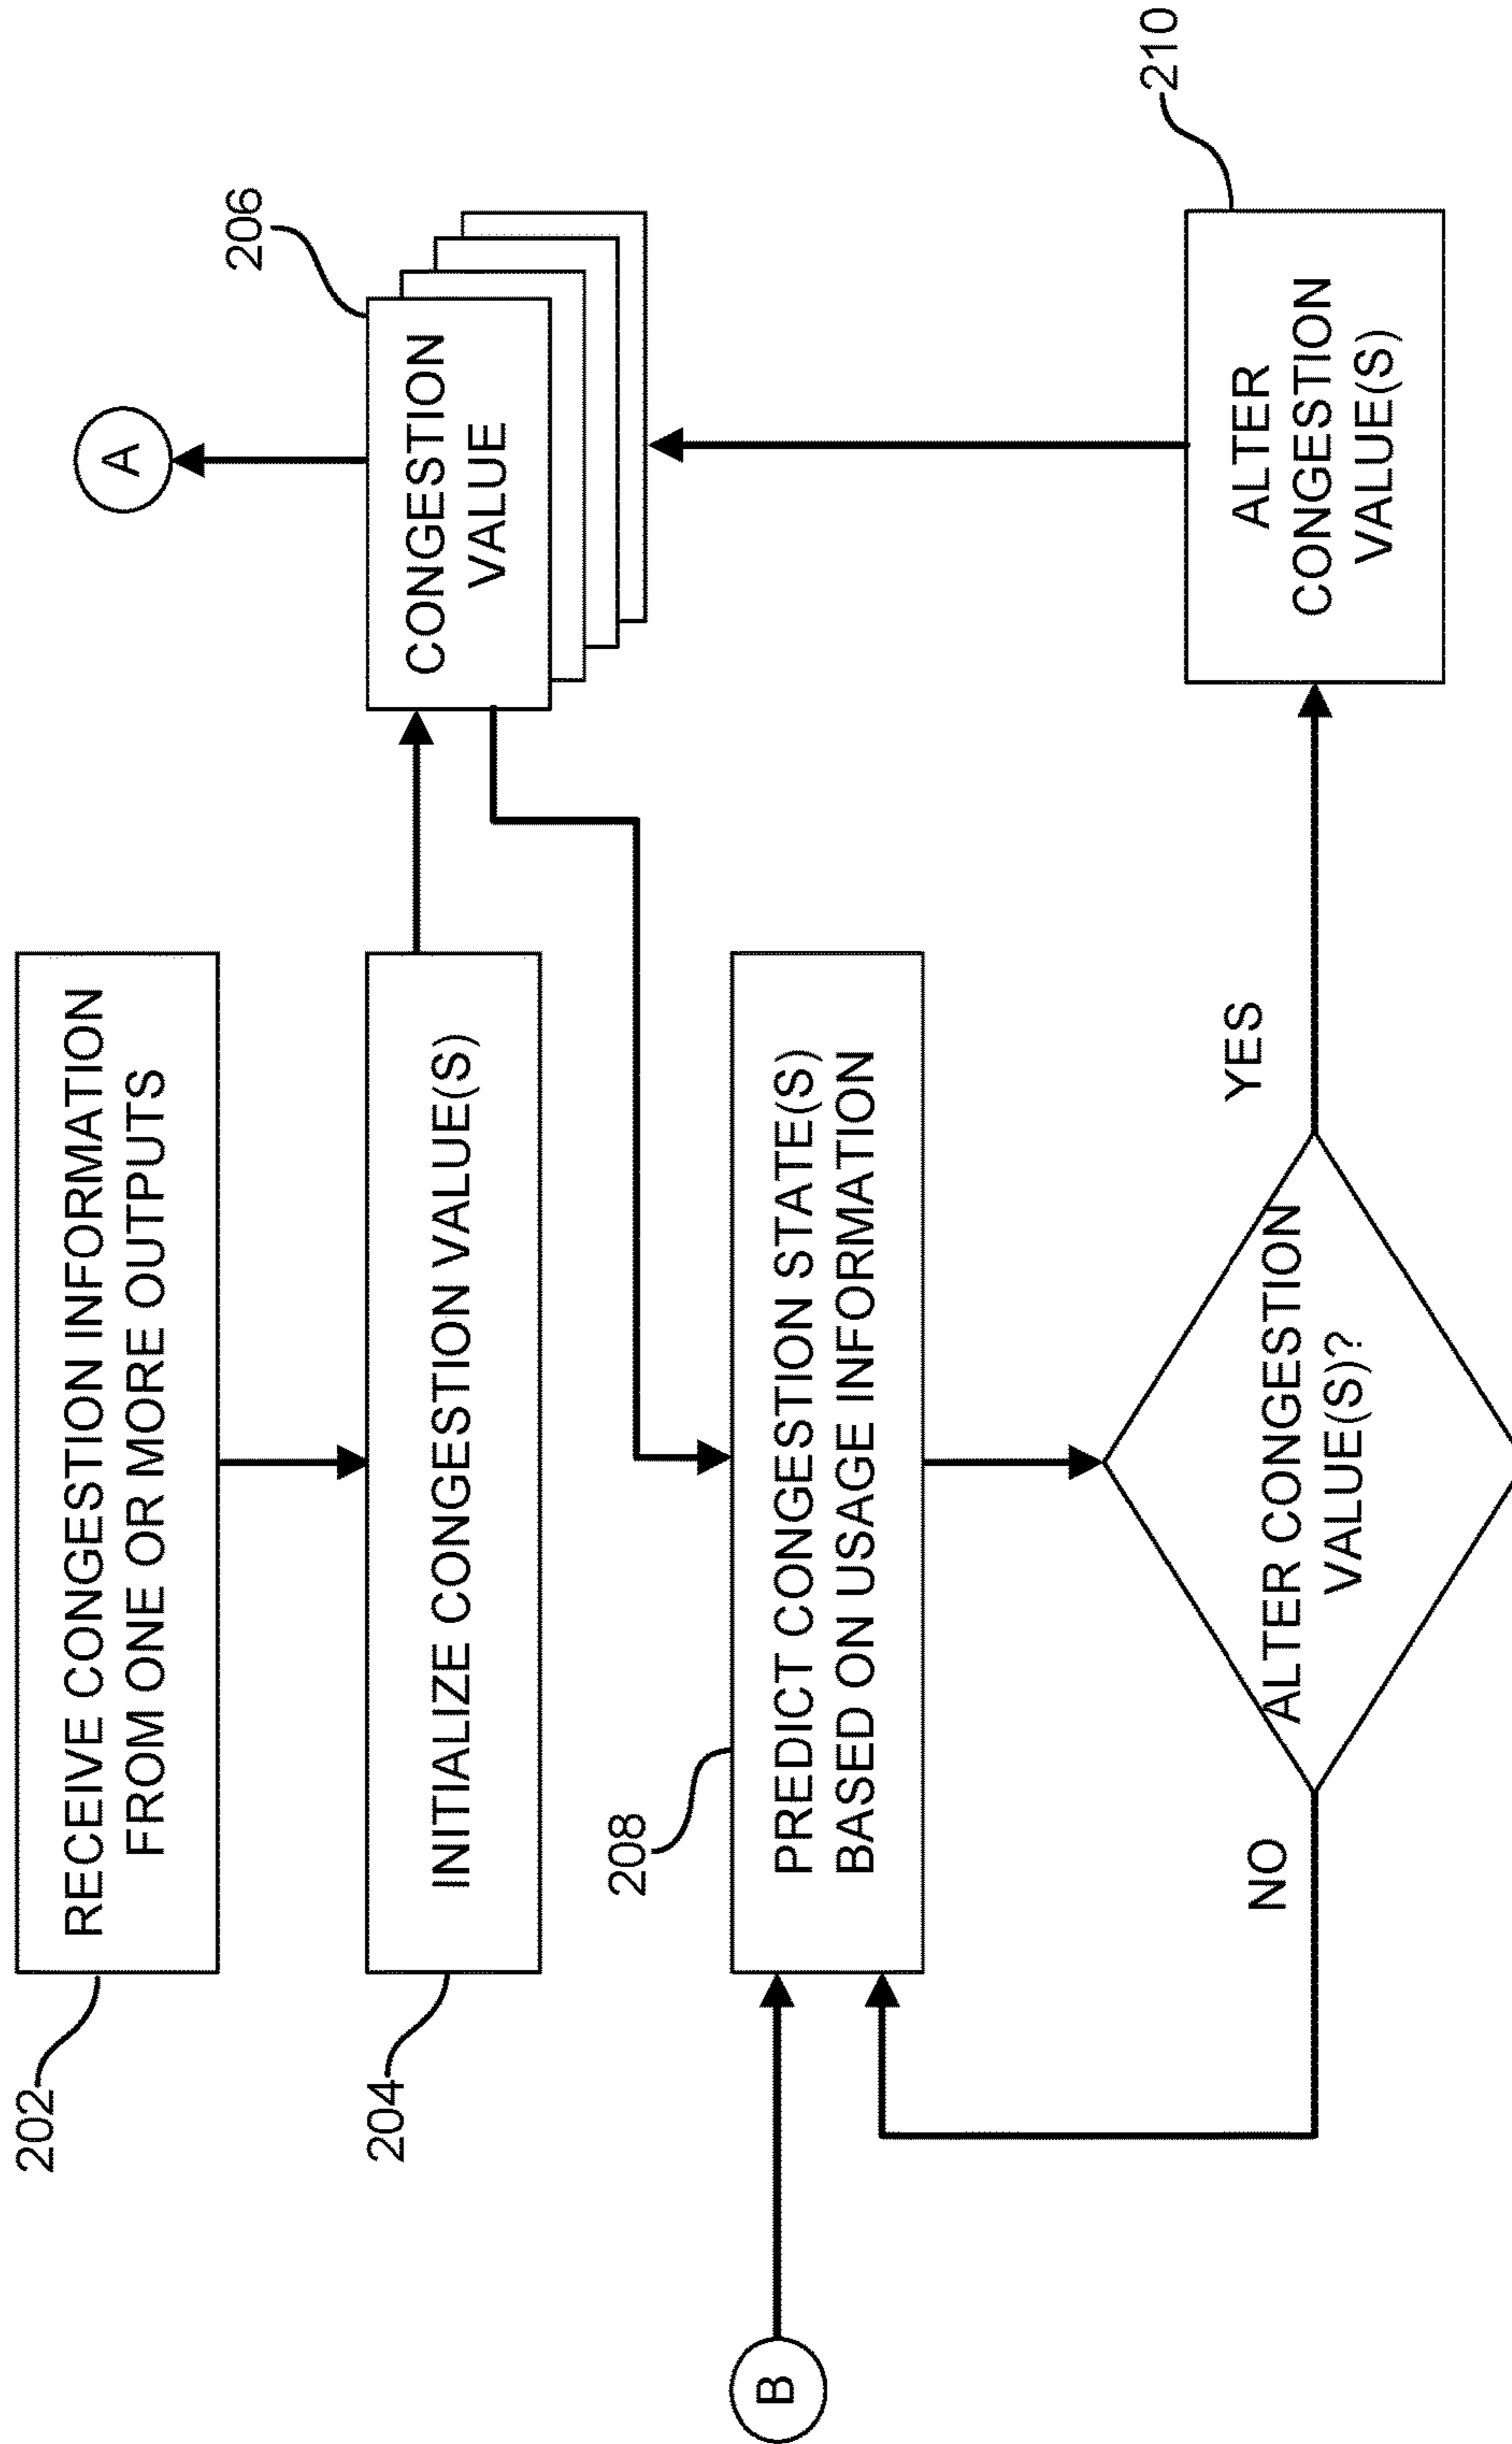 202
RECEIVE CONGESTION INFORMATION
FROM ONE OR MORE OUTPUTS
204
INITIALIZE CONGESTION VALUE(S)
206
CONGESTION
VALUE
A
B
208
PREDICT CONGESTION STATE(S)
BASED ON USAGE INFORMATION
ALTER CONGESTION
VALUE(S)?
NO
YES
210
ALTER
CONGESTION
VALUE(S)